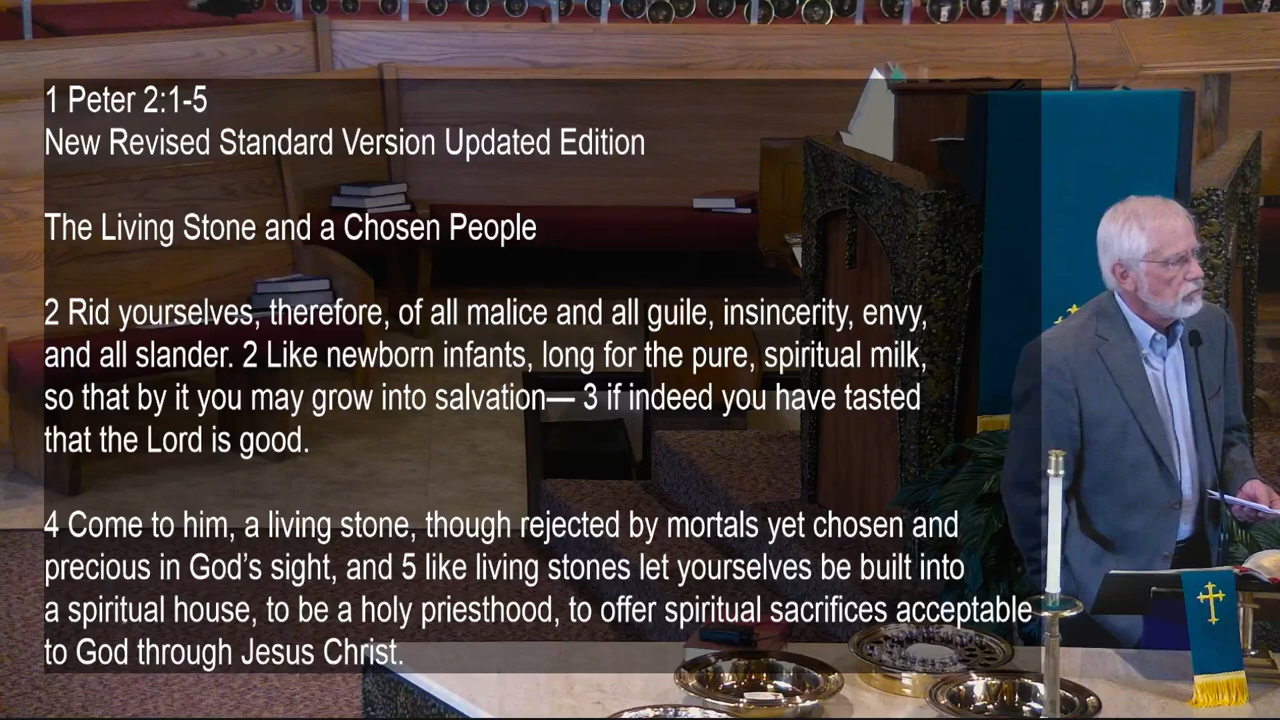 1 Peter 2:1-5
New Revised Standard Version Updated Edition
The Living Stone and a Chosen People
2 Rid yourselves, therefore, of all malice and all guile, insincerity, envy,
and all slander. 2 Like newborn infants, long for the pure, spiritual milk,
so that by it you may grow into salvation— 3 if indeed you have tasted
that the Lord is good.
4 Come to him, a living stone, though rejected by mortals yet chosen and
precious in God’s sight, and 5 like living stones let yourselves be built into
a spiritual house, to be a holy priesthood, to offer spiritual sacrifices acceptable
to God through Jesus Christ.